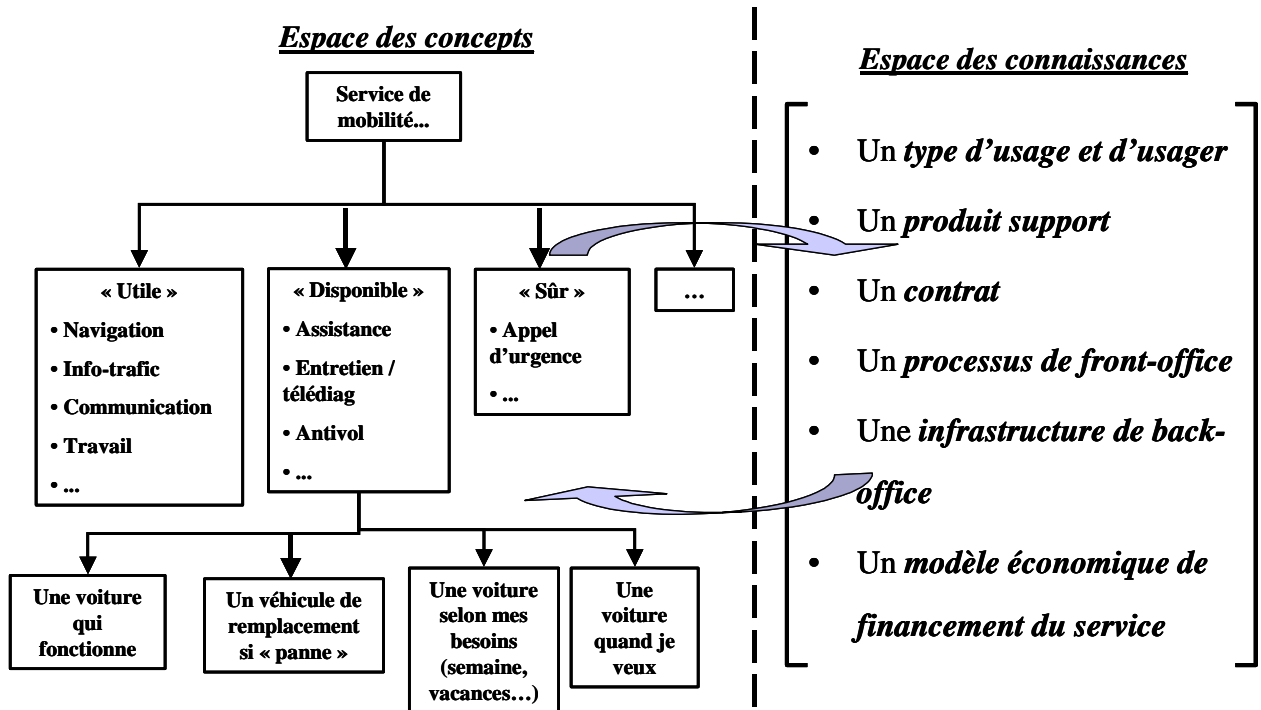 Espace des concepts
Service de
mobilité...
« Utile »
• Navigation
• Info-trafic
• Communication
• Travail
• ...
« Disponible »
• Assistance
• Entretien /
télédiag
• Antivol
• ...
« Sûr »
• Appel
d’urgence
• ...
...
Une voiture
qui
fonctionne
Un véhicule de
remplacement
si « panne »
Une voiture
selon mes
besoins
(semaine,
vacances…)
Une
voiture
quand je
veux
Espace des connaissances
• Un type d’usage et d’usager
• Un produit support
• Un contrat
• Un processus de front-office
• Une infrastructure de back-
office
• Un modèle économique de
financement du service